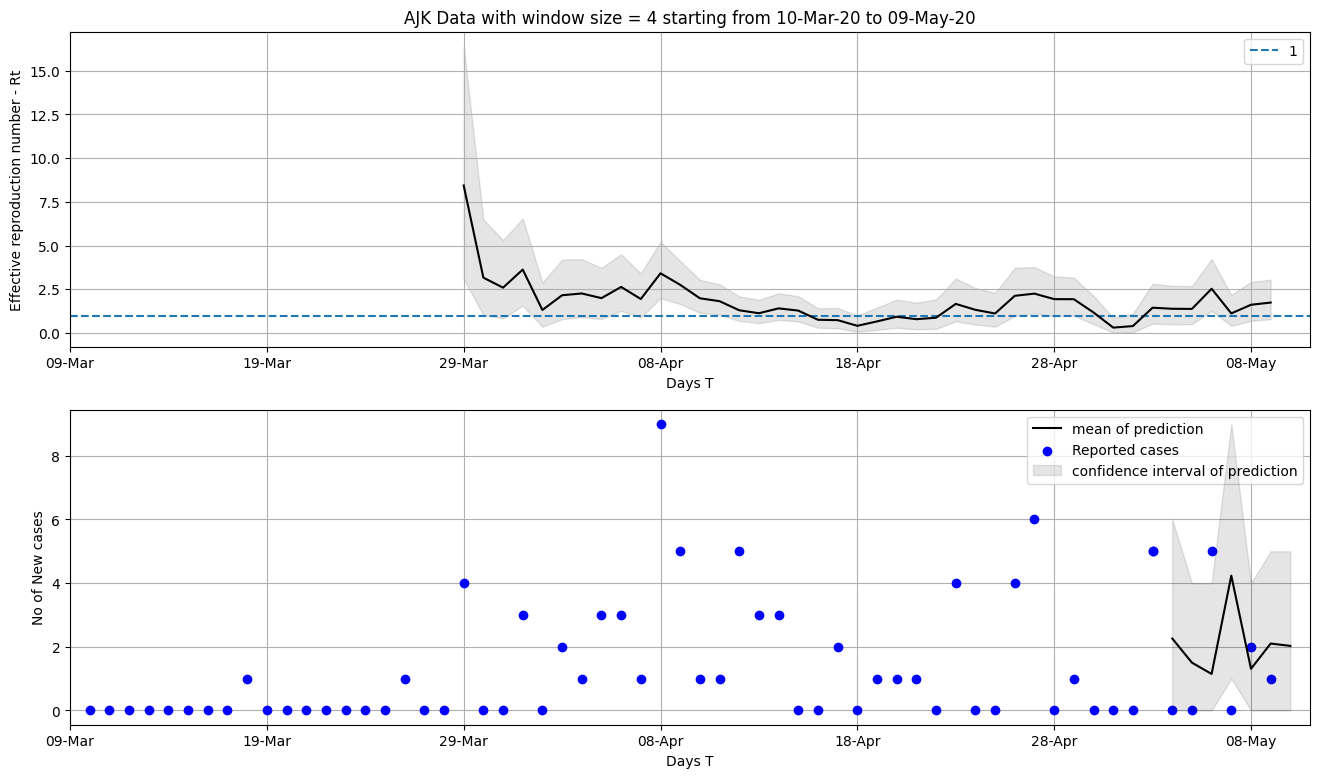 AJK Data with window size = 4 starting from 10-Mar-20 to 09-May-20
Effective reproduction number - Rt
15.0
12.5
10.0
7.5
5.0
2.5
0.0
1
09-Mar 19-Mar 29-Mar 08-Apr 18-Apr 28-Apr 08-May
Days T
No of New cases
8
6
4
2
0
mean of prediction
Reported cases
confidence interval of prediction
09-Mar 19-Mar 29-Mar 08-Apr 18-Apr 28-Apr 08-May
Days T